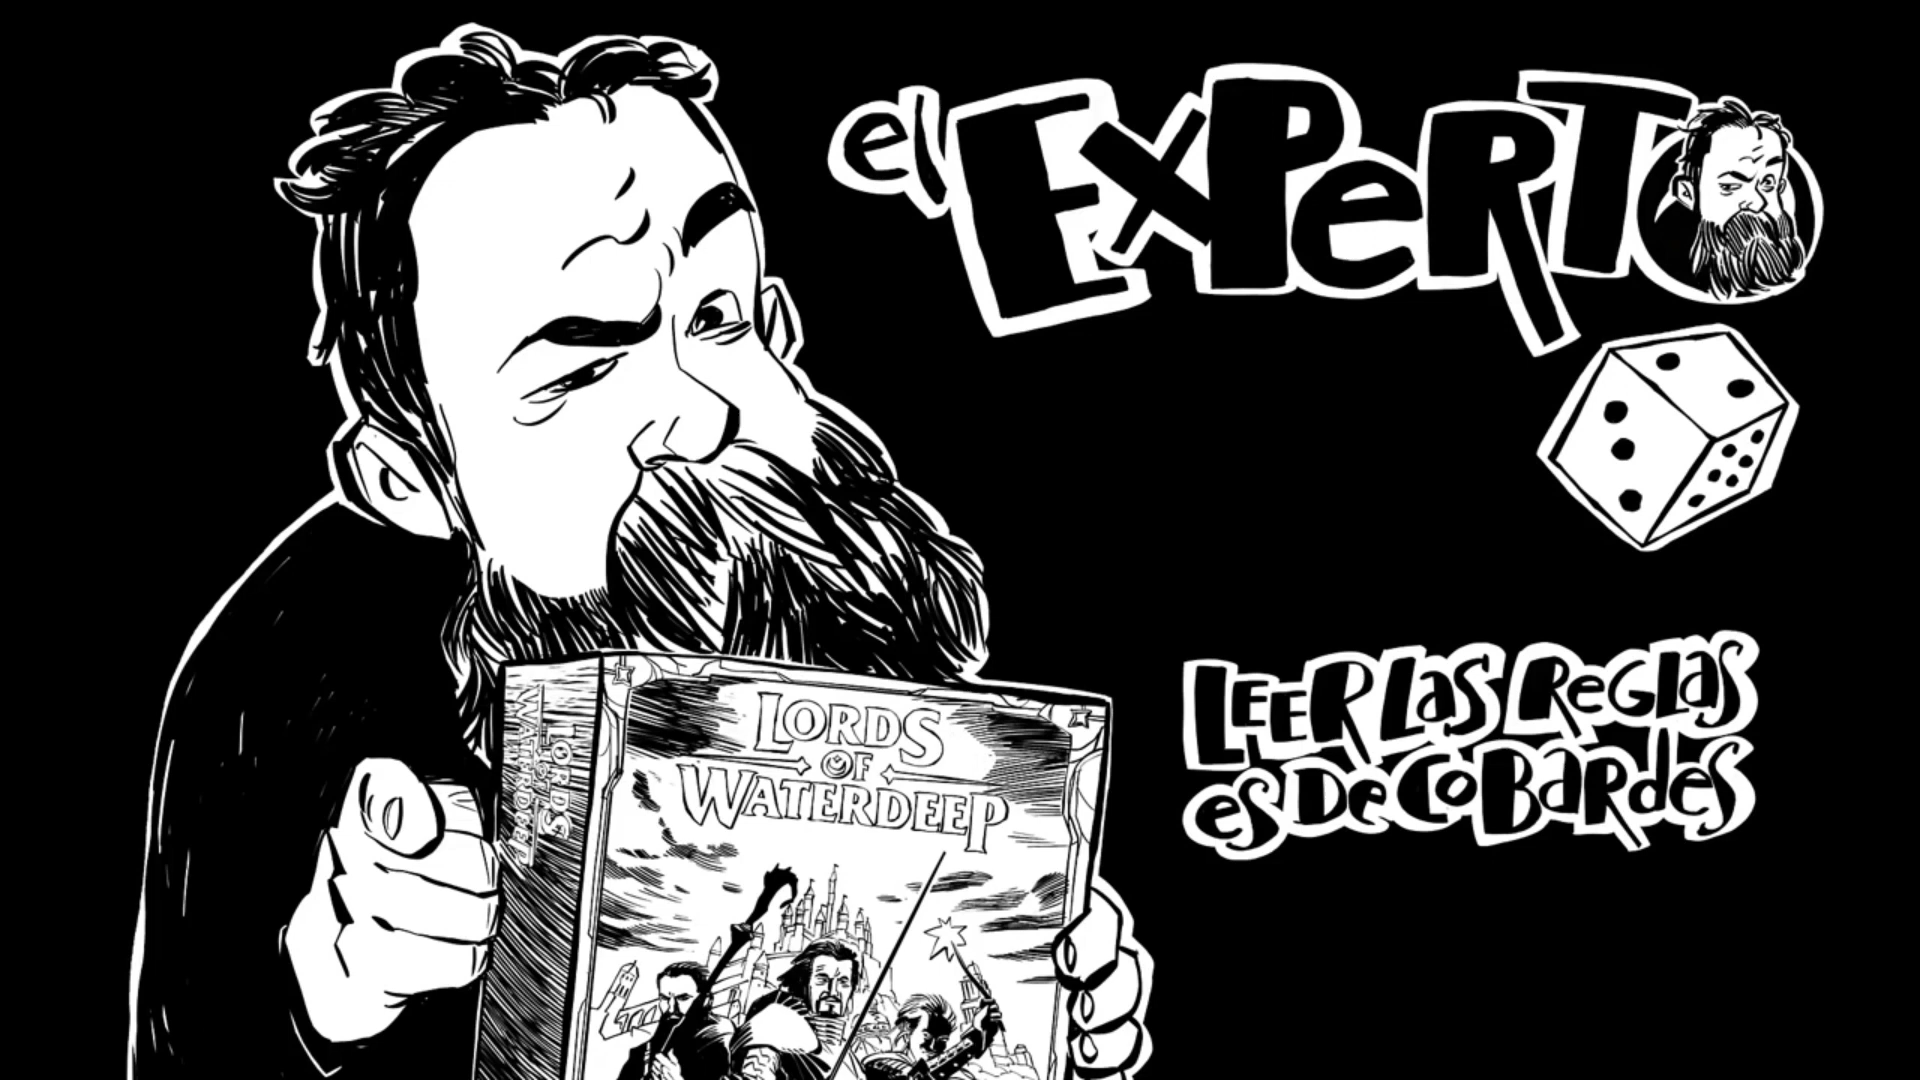 el EXPERTO
LEER LAS REGLAS
es De CoBaRdes
LORDS
OF
WATERDEEP
LORDS
OF
WATERDEEP